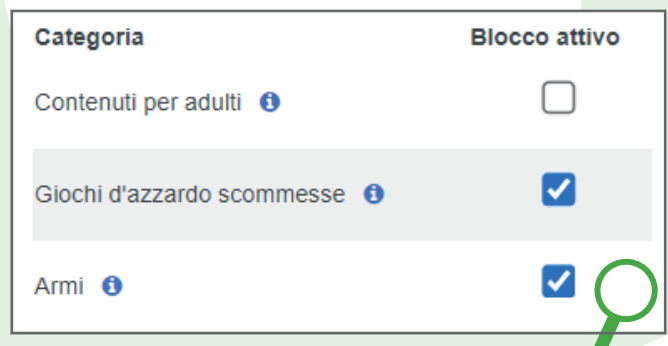 Categoria Blocco attivo
Contenuti per adulti
Giochi d'azzardo scommesse
Armi